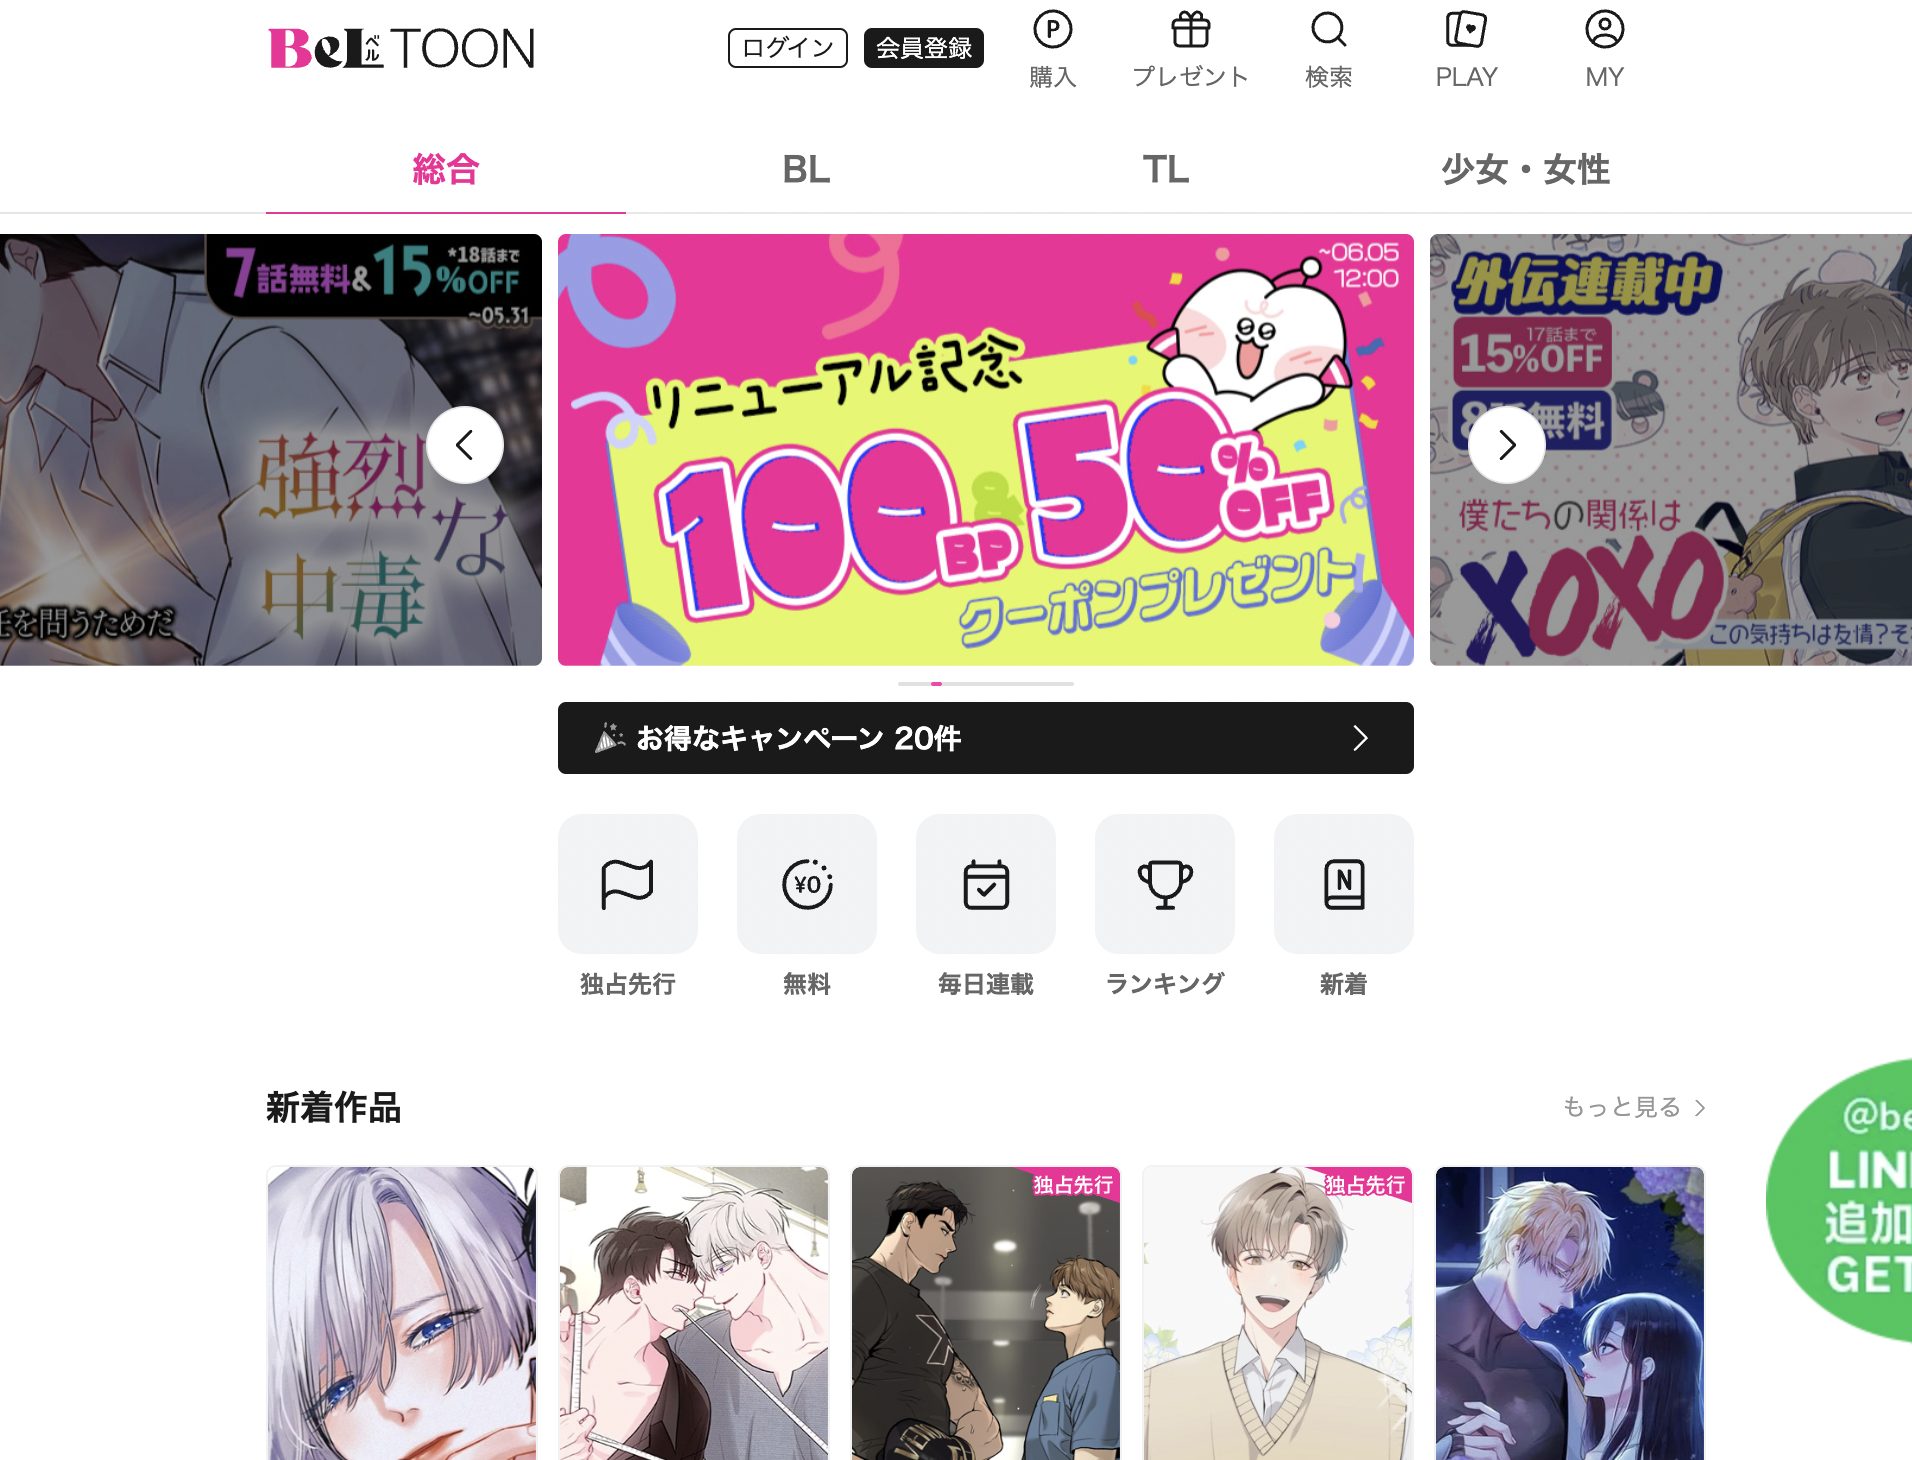 BeLベルTOON
ログイン
会員登録
購入
プレゼント
検索
PLAY
MY
総合
BL
TL
少女・女性
7話無料&15%OFF
*18話まで
~05.31
強烈な
中毒
を問うためだ
~06.05
12:00
リニューアル記念
100BP&50%OFF
クーポンプレゼント!
外伝連載中
17話まで
15%OFF
無料
僕たちの関係は
XOXO
この気持ちは友情?そ
お得なキャンペーン 20件
¥0
N
独占先行
無料
毎日連載
ランキング
新着
新着作品
もっと見る
独占先行
独占先行
@be
LIN
追加
GET